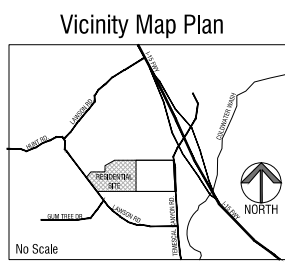 Vicinity Map Plan
I-15 FWY
LAWSON RD
HUNT RD
COLDWATER WASH
RESIDENTIAL
SITE
GUM TREE DR.
LAWSON RD
TEMESCAL CANYON RD
I-15 FWY
NORTH
No Scale